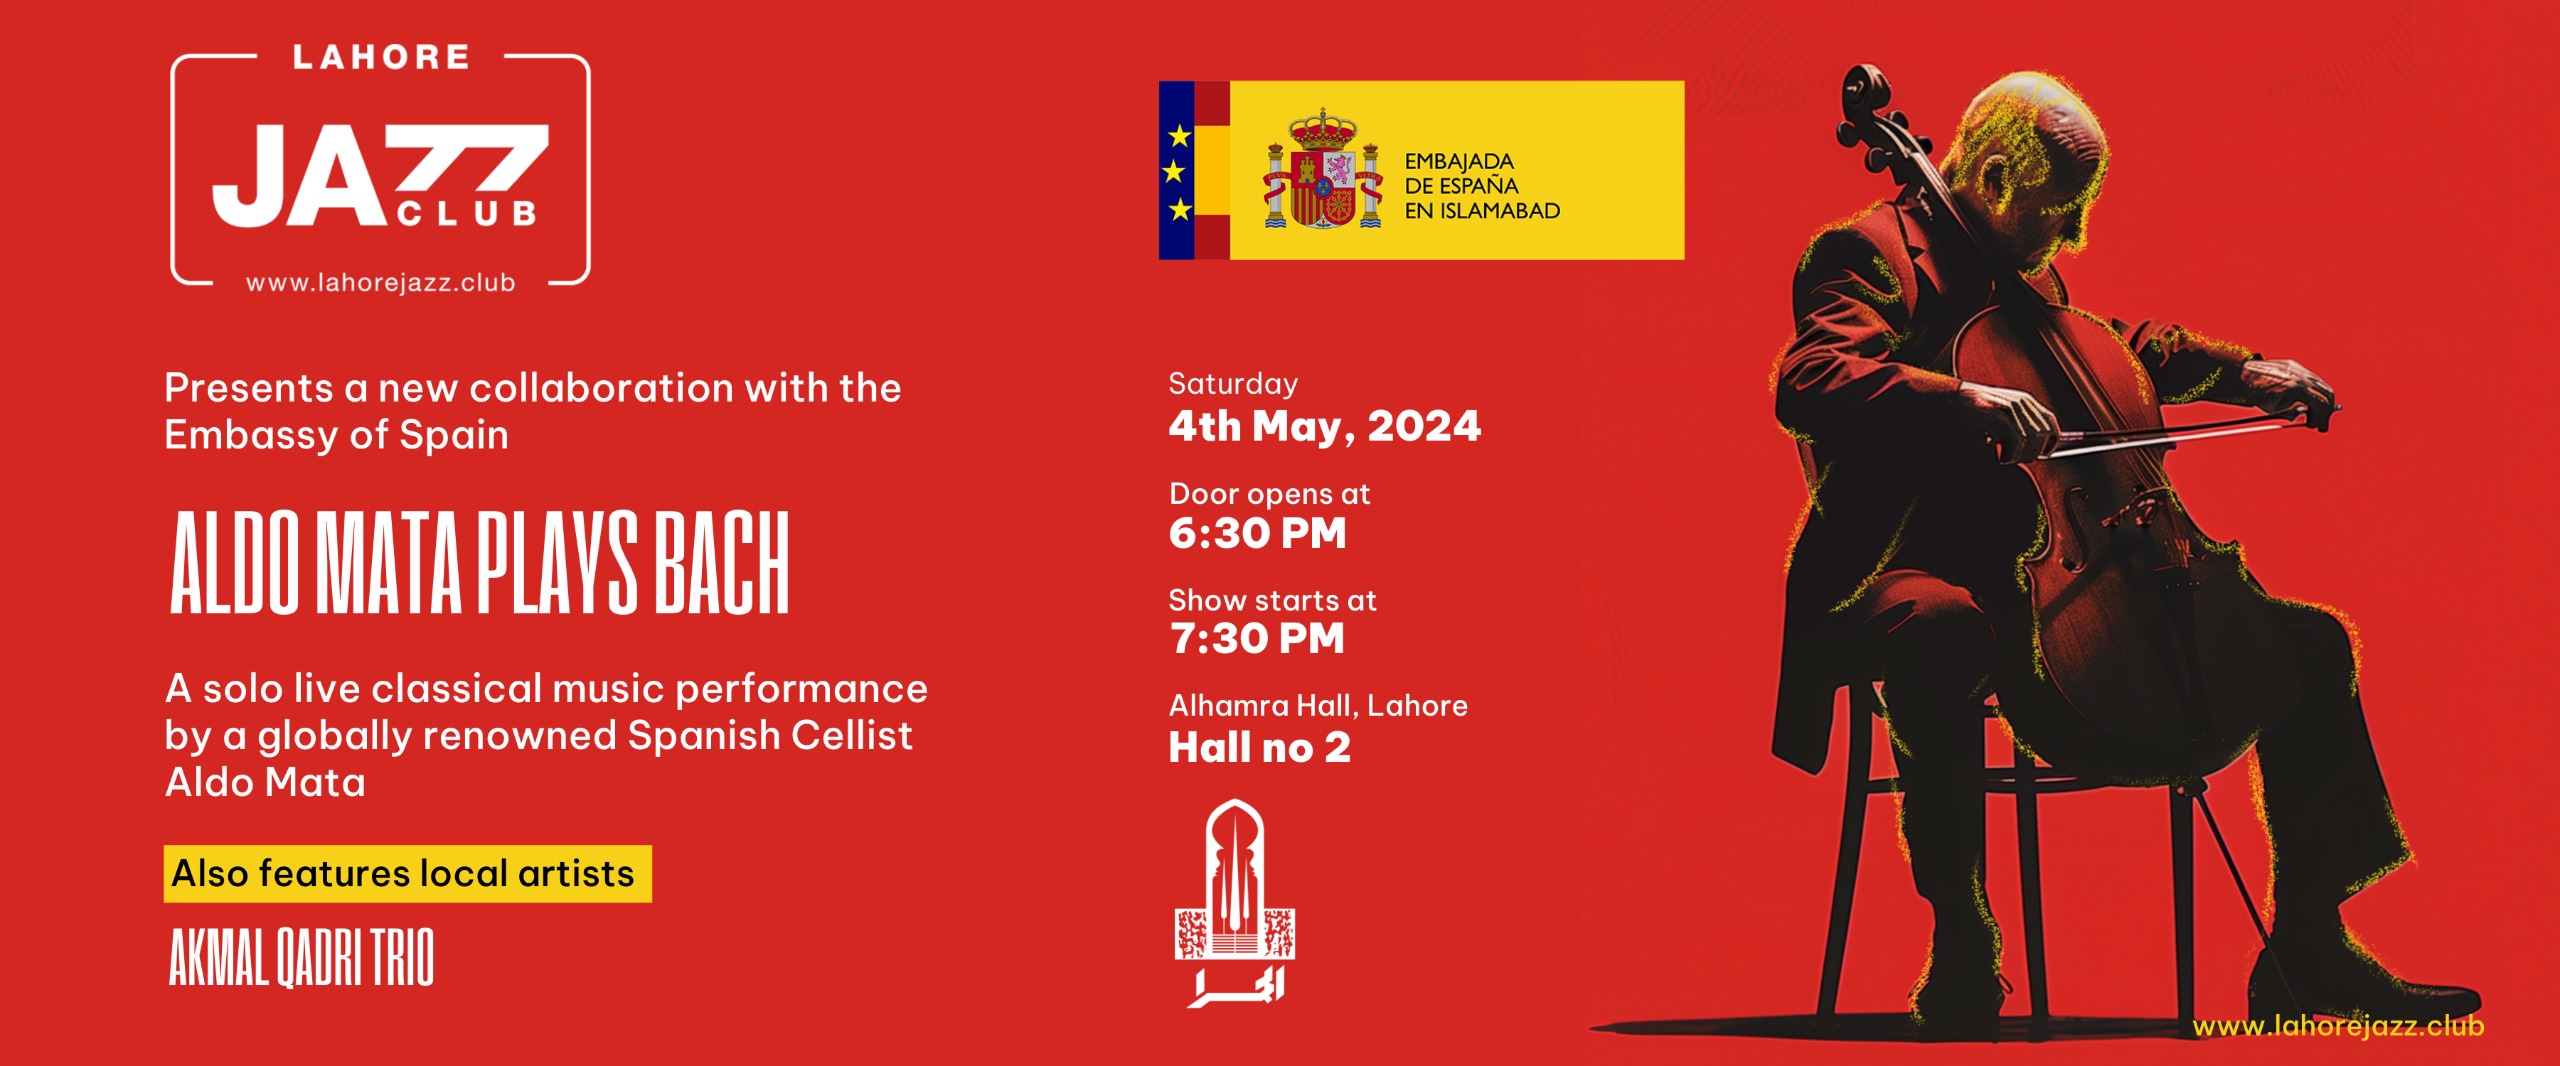 LAHORE
JAZZ
CLUB
www.lahorejazz.club
Presents a new collaboration with the
Embassy of Spain
ALDO MATA PLAYS BACH
A solo live classical music performance
by a globally renowned Spanish Cellist
Aldo Mata
Also features local artists
AKMAL QADRI TRIO
EMBAJADA
DE ESPAÑA
EN ISLAMABAD
Saturday
4th May, 2024
Door opens at
6:30 PM
Show starts at
7:30 PM
Alhamra Hall, Lahore
Hall no 2
الحمرا
www.lahorejazz.club